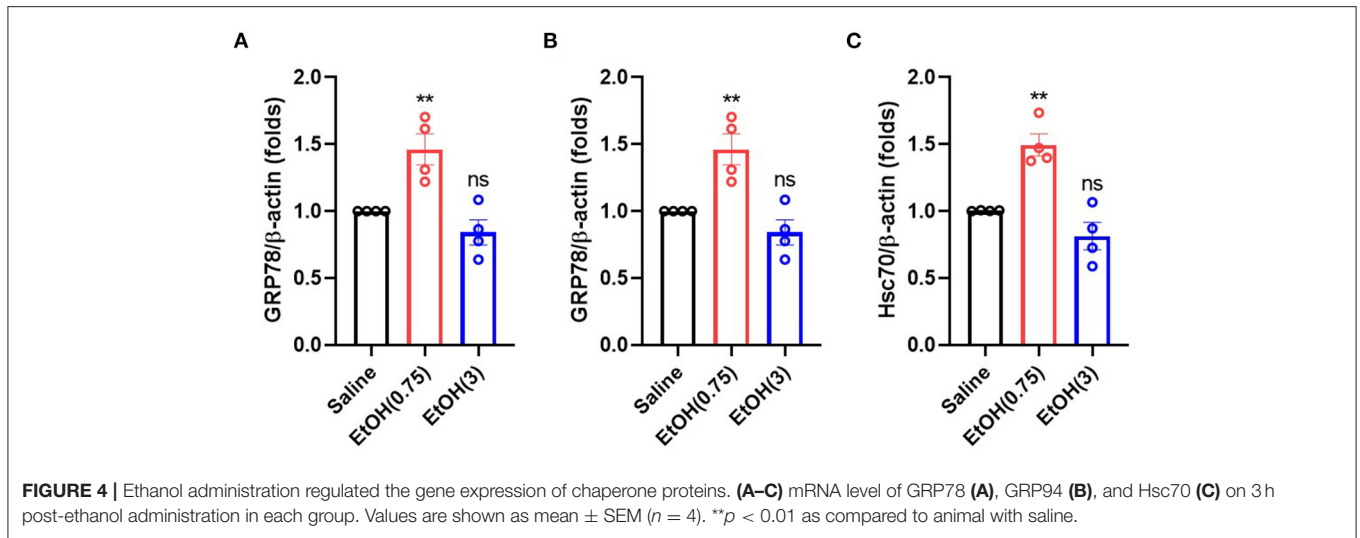 A
B
C
GRP78/β-actin (folds)
2.0
1.5
1.0
0.5
0.0
**
ns
Saline
EtOH(0.75)
EtOH(3)
GRP78/β-actin (folds)
2.0
1.5
1.0
0.5
0.0
**
ns
Saline
EtOH(0.75)
EtOH(3)
Hsc70/β-actin (folds)
2.0
1.5
1.0
0.5
0.0
**
ns
Saline
EtOH(0.75)
EtOH(3)
FIGURE 4 | Ethanol administration regulated the gene expression of chaperone proteins. (A–C) mRNA level of GRP78 (A), GRP94 (B), and Hsc70 (C) on 3 h
post-ethanol administration in each group. Values are shown as mean ± SEM (n = 4). **p < 0.01 as compared to animal with saline.